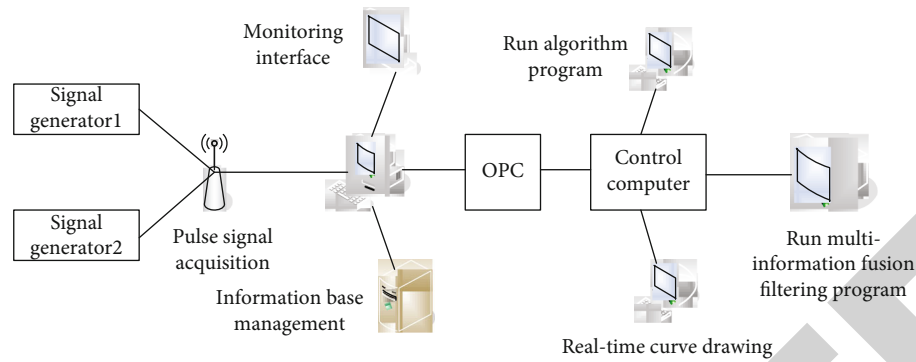 Monitoring
interface
Run algorithm
program
Signal
generator1
OPC
Control
computer
Signal
generator2
Pulse signal
acquisition
Run multi-
information fusion
filtering program
Information base
management
Real-time curve drawing